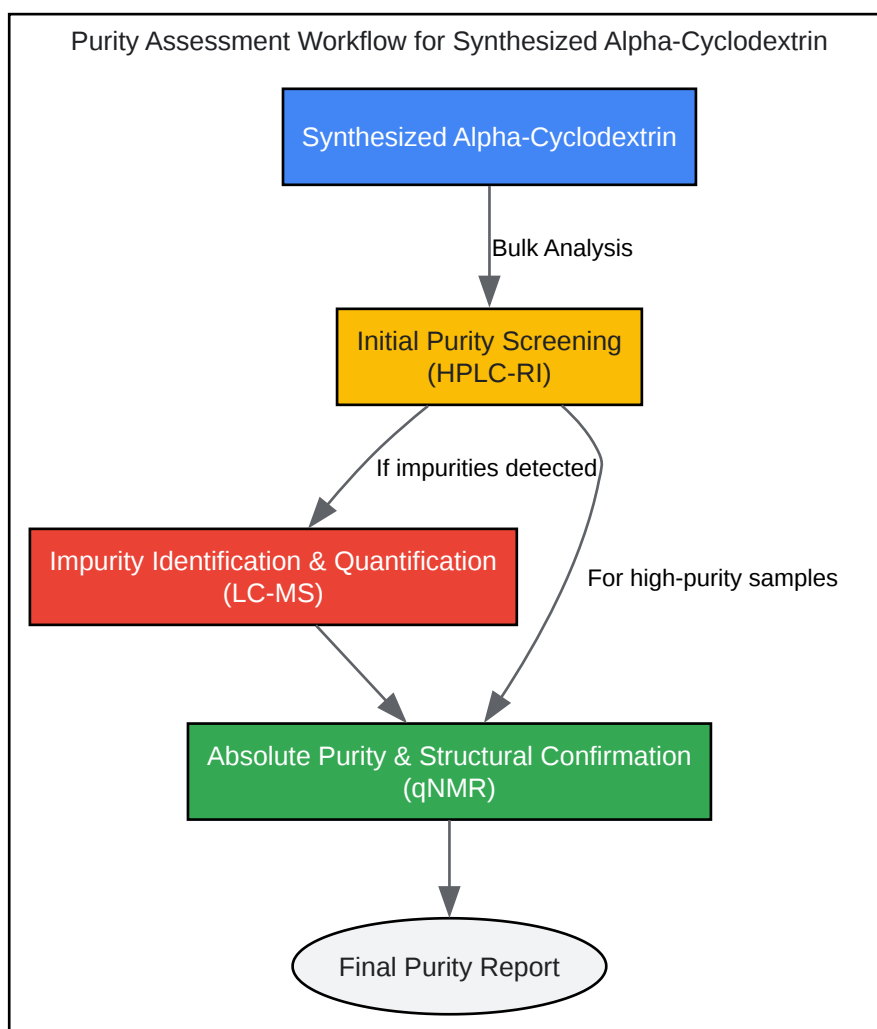 Purity Assessment Workflow for Synthesized Alpha-Cyclodextrin
Synthesized Alpha-Cyclodextrin
Bulk Analysis
Initial Purity Screening
(HPLC-RI)
If impurities detected
Impurity Identification & Quantification
(LC-MS)
For high-purity samples
Absolute Purity & Structural Confirmation
(qNMR)
Final Purity Report